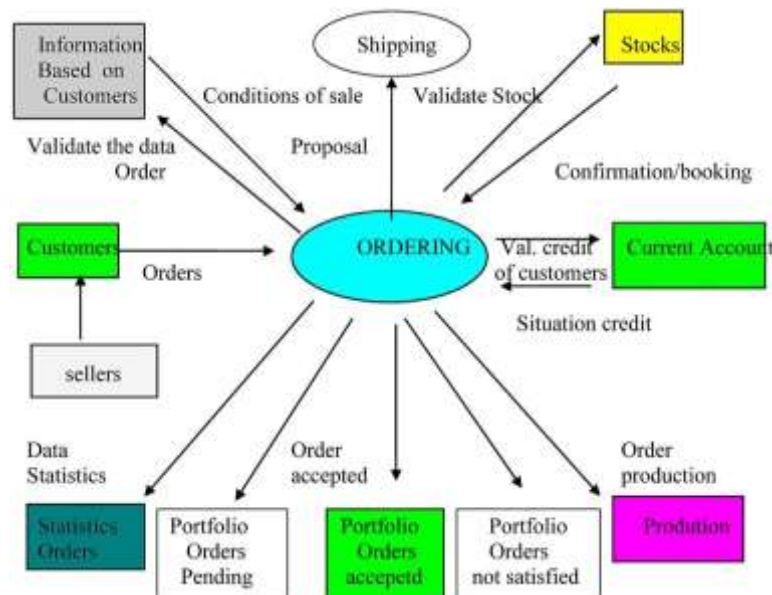 Information
Based on
Customers
Shipping
Stocks
Conditions of sale
Validate Stock
Validate the data
Order
Proposal
Confirmation/booking
Customers
ORDERING
Val. credit
of customers
Current Account
Orders
Situation credit
sellers
Data
Statistics
Order
accepted
Order
production
Statistics
Orders
Portfolio
Orders
Pending
Portfolio
Orders
accepetd
Portfolio
Orders
not satisfied
Prodution